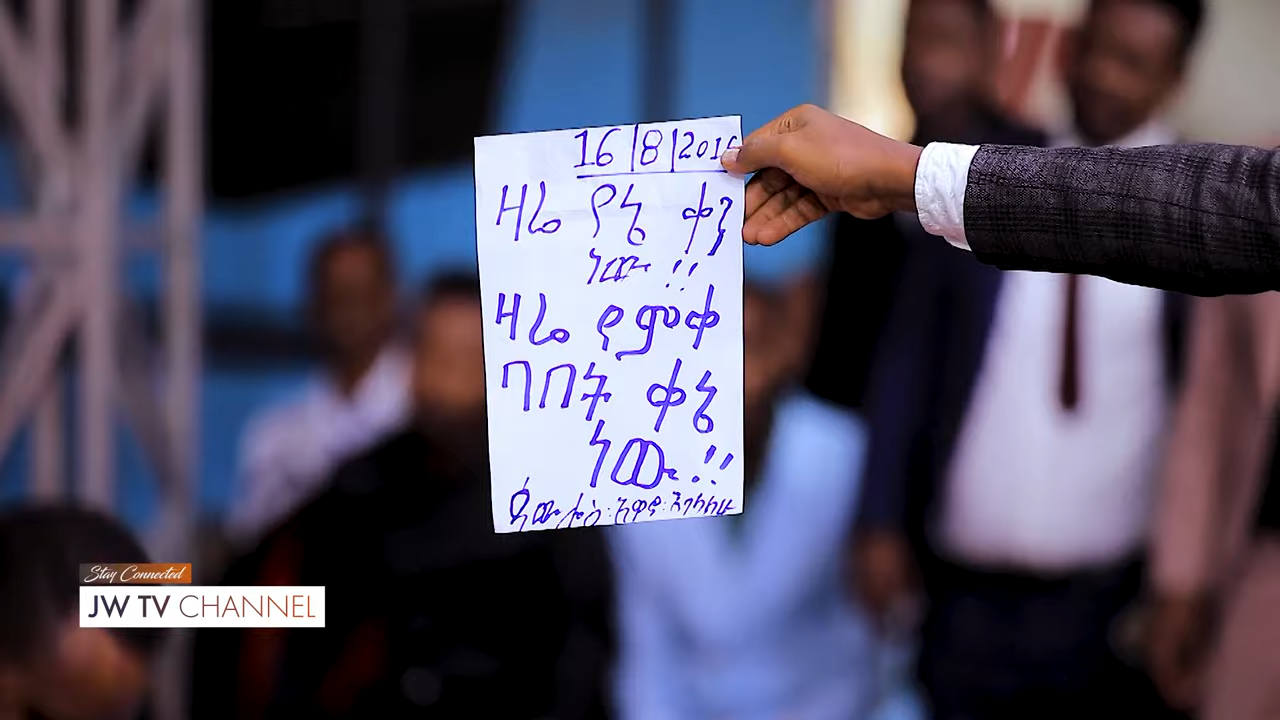 16|8|2016
ዛሬ የኔ ቀን
ነው !!
ዛሬ የምቀ
ባበት ቀኔ
ነው !!
Stay Connected
JW TV CHANNEL